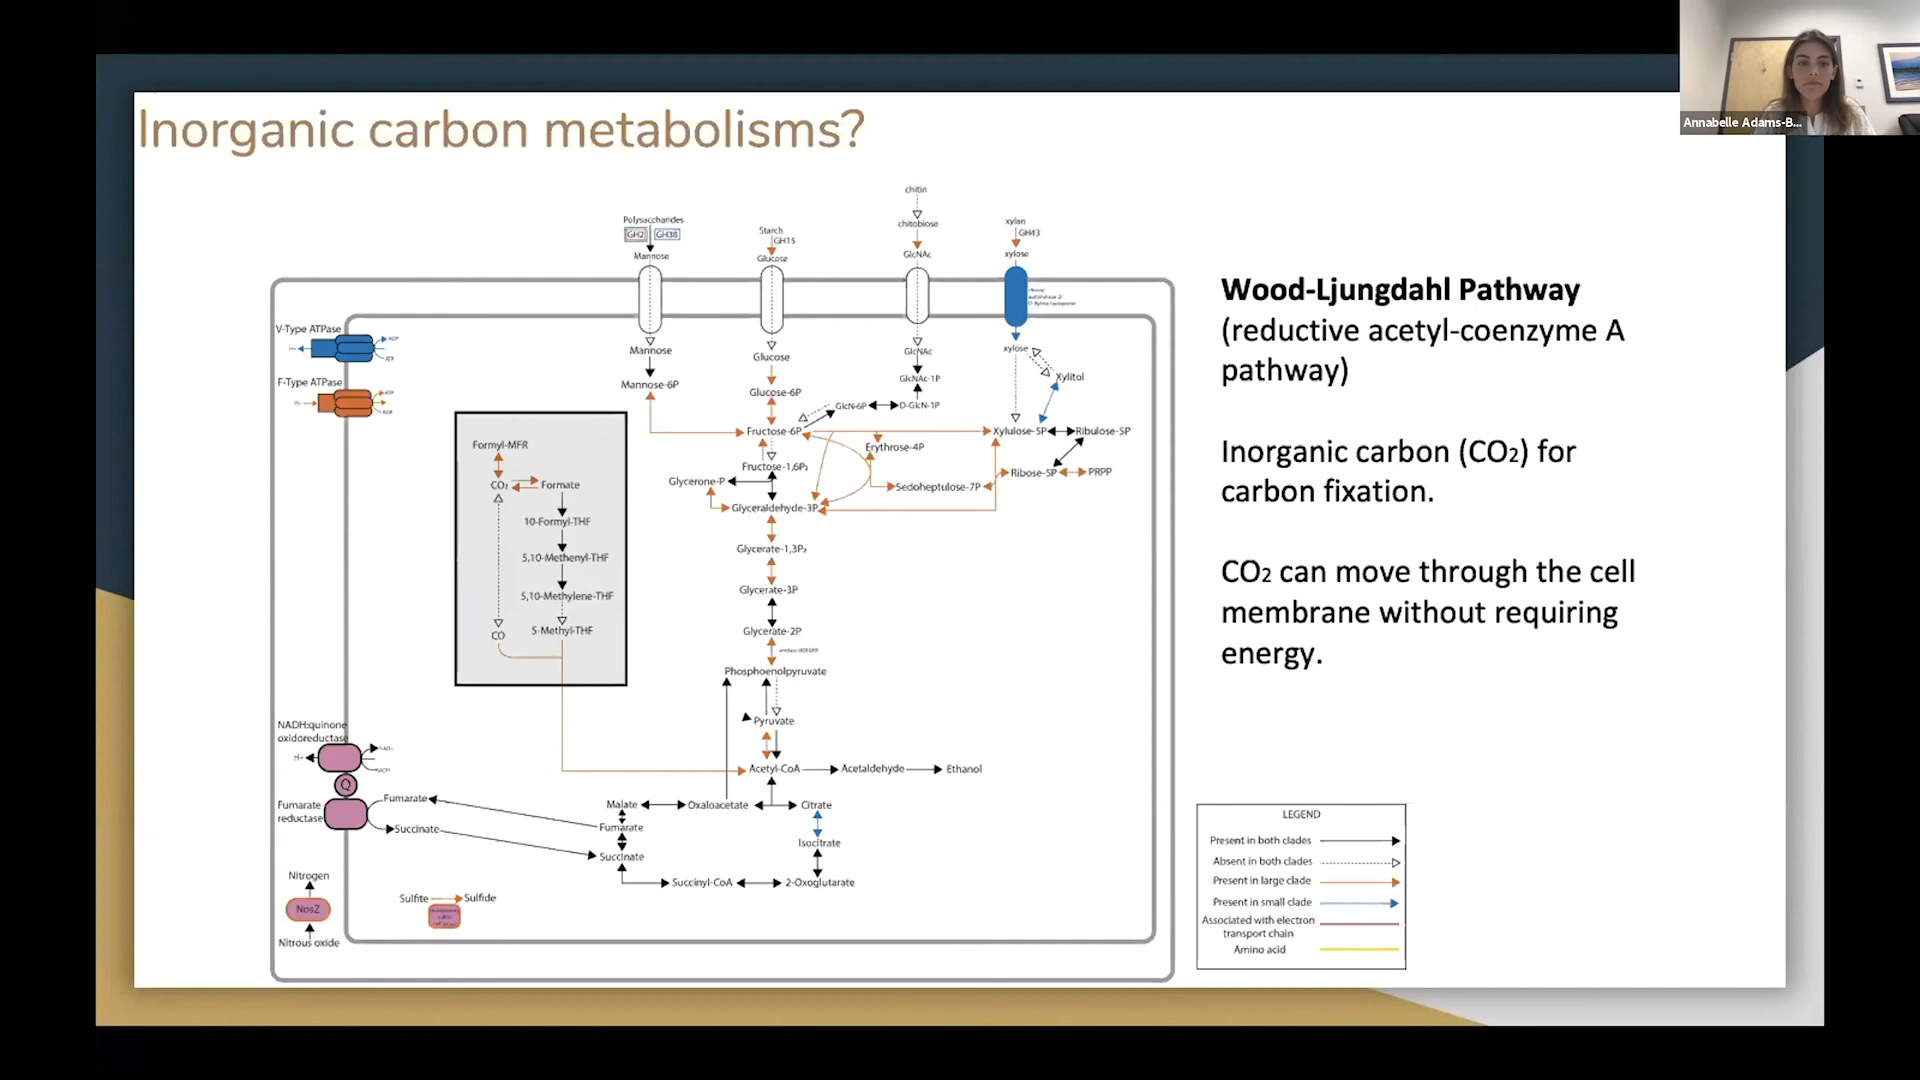 Inorganic carbon metabolisms?
Annabelle Adams-B...
chitin
chitobiose
GlcNAc
Polysaccharides
GH2 GH38
Mannose
Starch
GH15
Glucose
xylan
GH43
xylose
V-Type ATPase
ADP
ATP
F-Type ATPase
ATP
ADP
Mannose
Mannose-6P
Glucose
Glucose-6P
GlcNAc
GlcNAc-1P
GlcN-6P
D-GlcN-1P
xylose
Xylitol
Fructose-6P
Erythrose-4P
Xylulose-5P
Ribulose-5P
Fructose-1,6P₂
Glycerone-P
Sedoheptulose-7P
Ribose-5P
PRPP
Glyceraldehyde-3P
Glycerate-1,3P₂
Glycerate-3P
Glycerate-2P
Phosphoenolpyruvate
Pyruvate
Acetyl-CoA
Acetaldehyde
Ethanol
Formyl-MFR
CO₂
Formate
10-Formyl-THF
5,10-Methenyl-THF
5,10-Methylene-THF
CO
5-Methyl-THF
NADH:quinone
oxidoreductase
H+
Q
Fumarate
reductase
Fumarate
Succinate
Malate
Oxaloacetate
Citrate
Fumarate
Isocitrate
Succinate
Succinyl-CoA
2-Oxoglutarate
Nitrogen
NosZ
Nitrous oxide
Sulfite
Sulfide
Wood-Ljungdahl Pathway
(reductive acetyl-coenzyme A
pathway)
Inorganic carbon (CO₂) for
carbon fixation.
CO₂ can move through the cell
membrane without requiring
energy.
LEGEND
Present in both clades
Absent in both clades
Present in large clade
Present in small clade
Associated with electron
transport chain
Amino acid